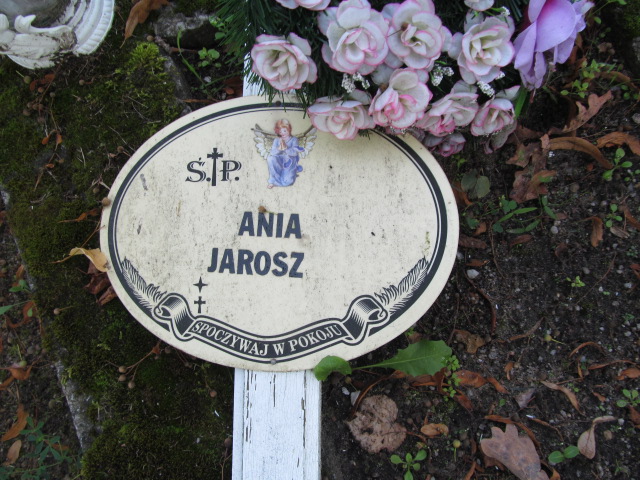 Ś.†P.
ANIA
JAROSZ
SPOCZYWAJ W POKOJU